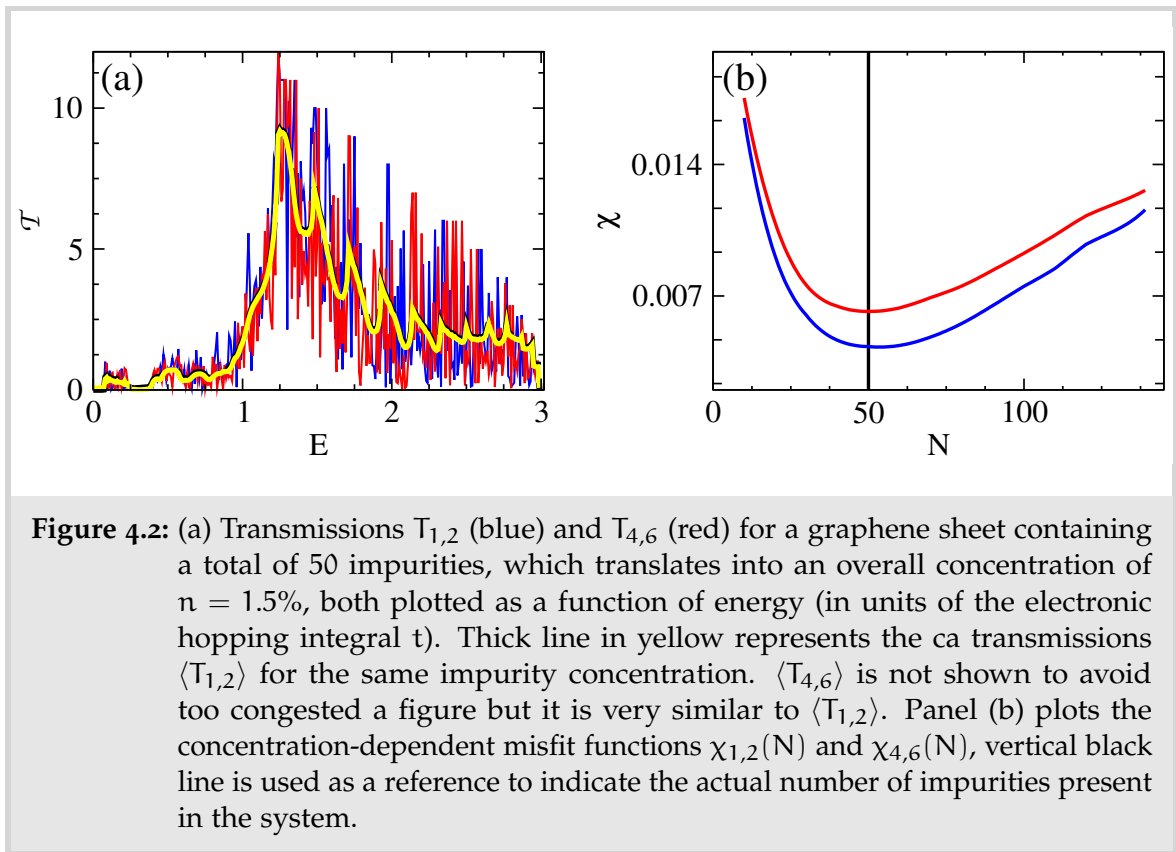 (a)
(b)
10
5
0
𝒯
0
1
2
3
E
0.014
0.007
χ
0
50
100
N
Figure 4.2: (a) Transmissions T₁,₂ (blue) and T₄,₆ (red) for a graphene sheet containing
a total of 50 impurities, which translates into an overall concentration of
n = 1.5%, both plotted as a function of energy (in units of the electronic
hopping integral t). Thick line in yellow represents the ca transmissions
⟨T₁,₂⟩ for the same impurity concentration. ⟨T₄,₆⟩ is not shown to avoid
too congested a figure but it is very similar to ⟨T₁,₂⟩. Panel (b) plots the
concentration-dependent misfit functions χ₁,₂(N) and χ₄,₆(N), vertical black
line is used as a reference to indicate the actual number of impurities present
in the system.